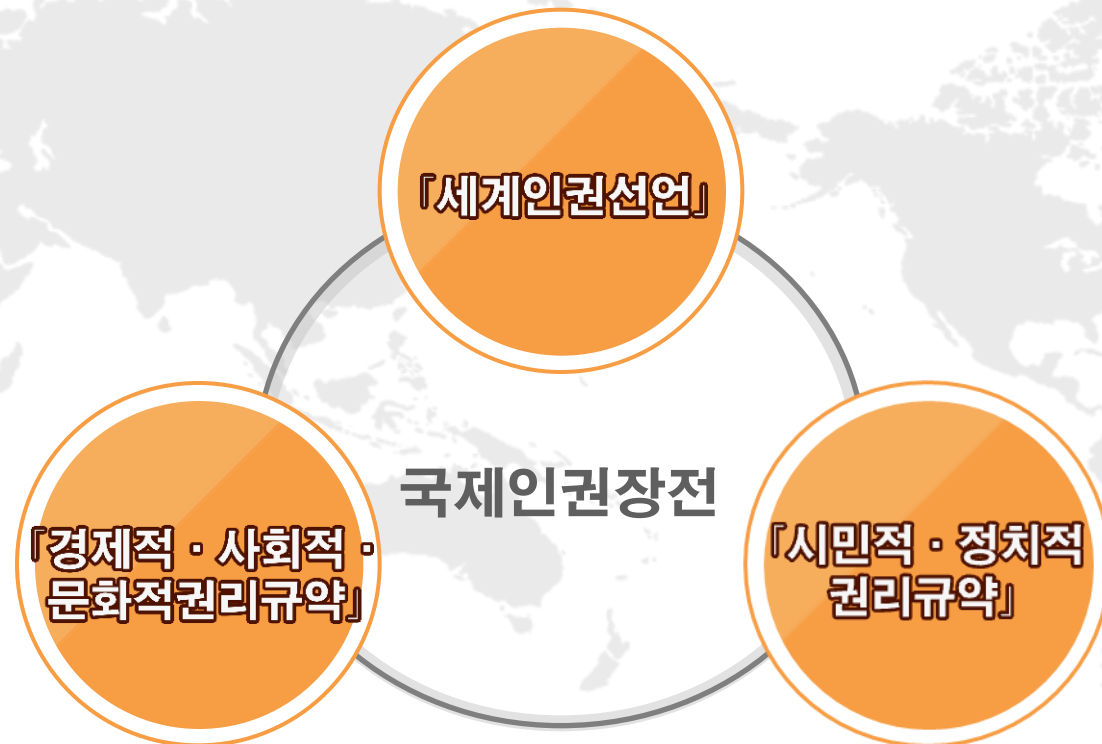 「세계인권선언」
국제인권장전
「경제적 · 사회적 ·
문화적권리규약」
「시민적 · 정치적
권리규약」